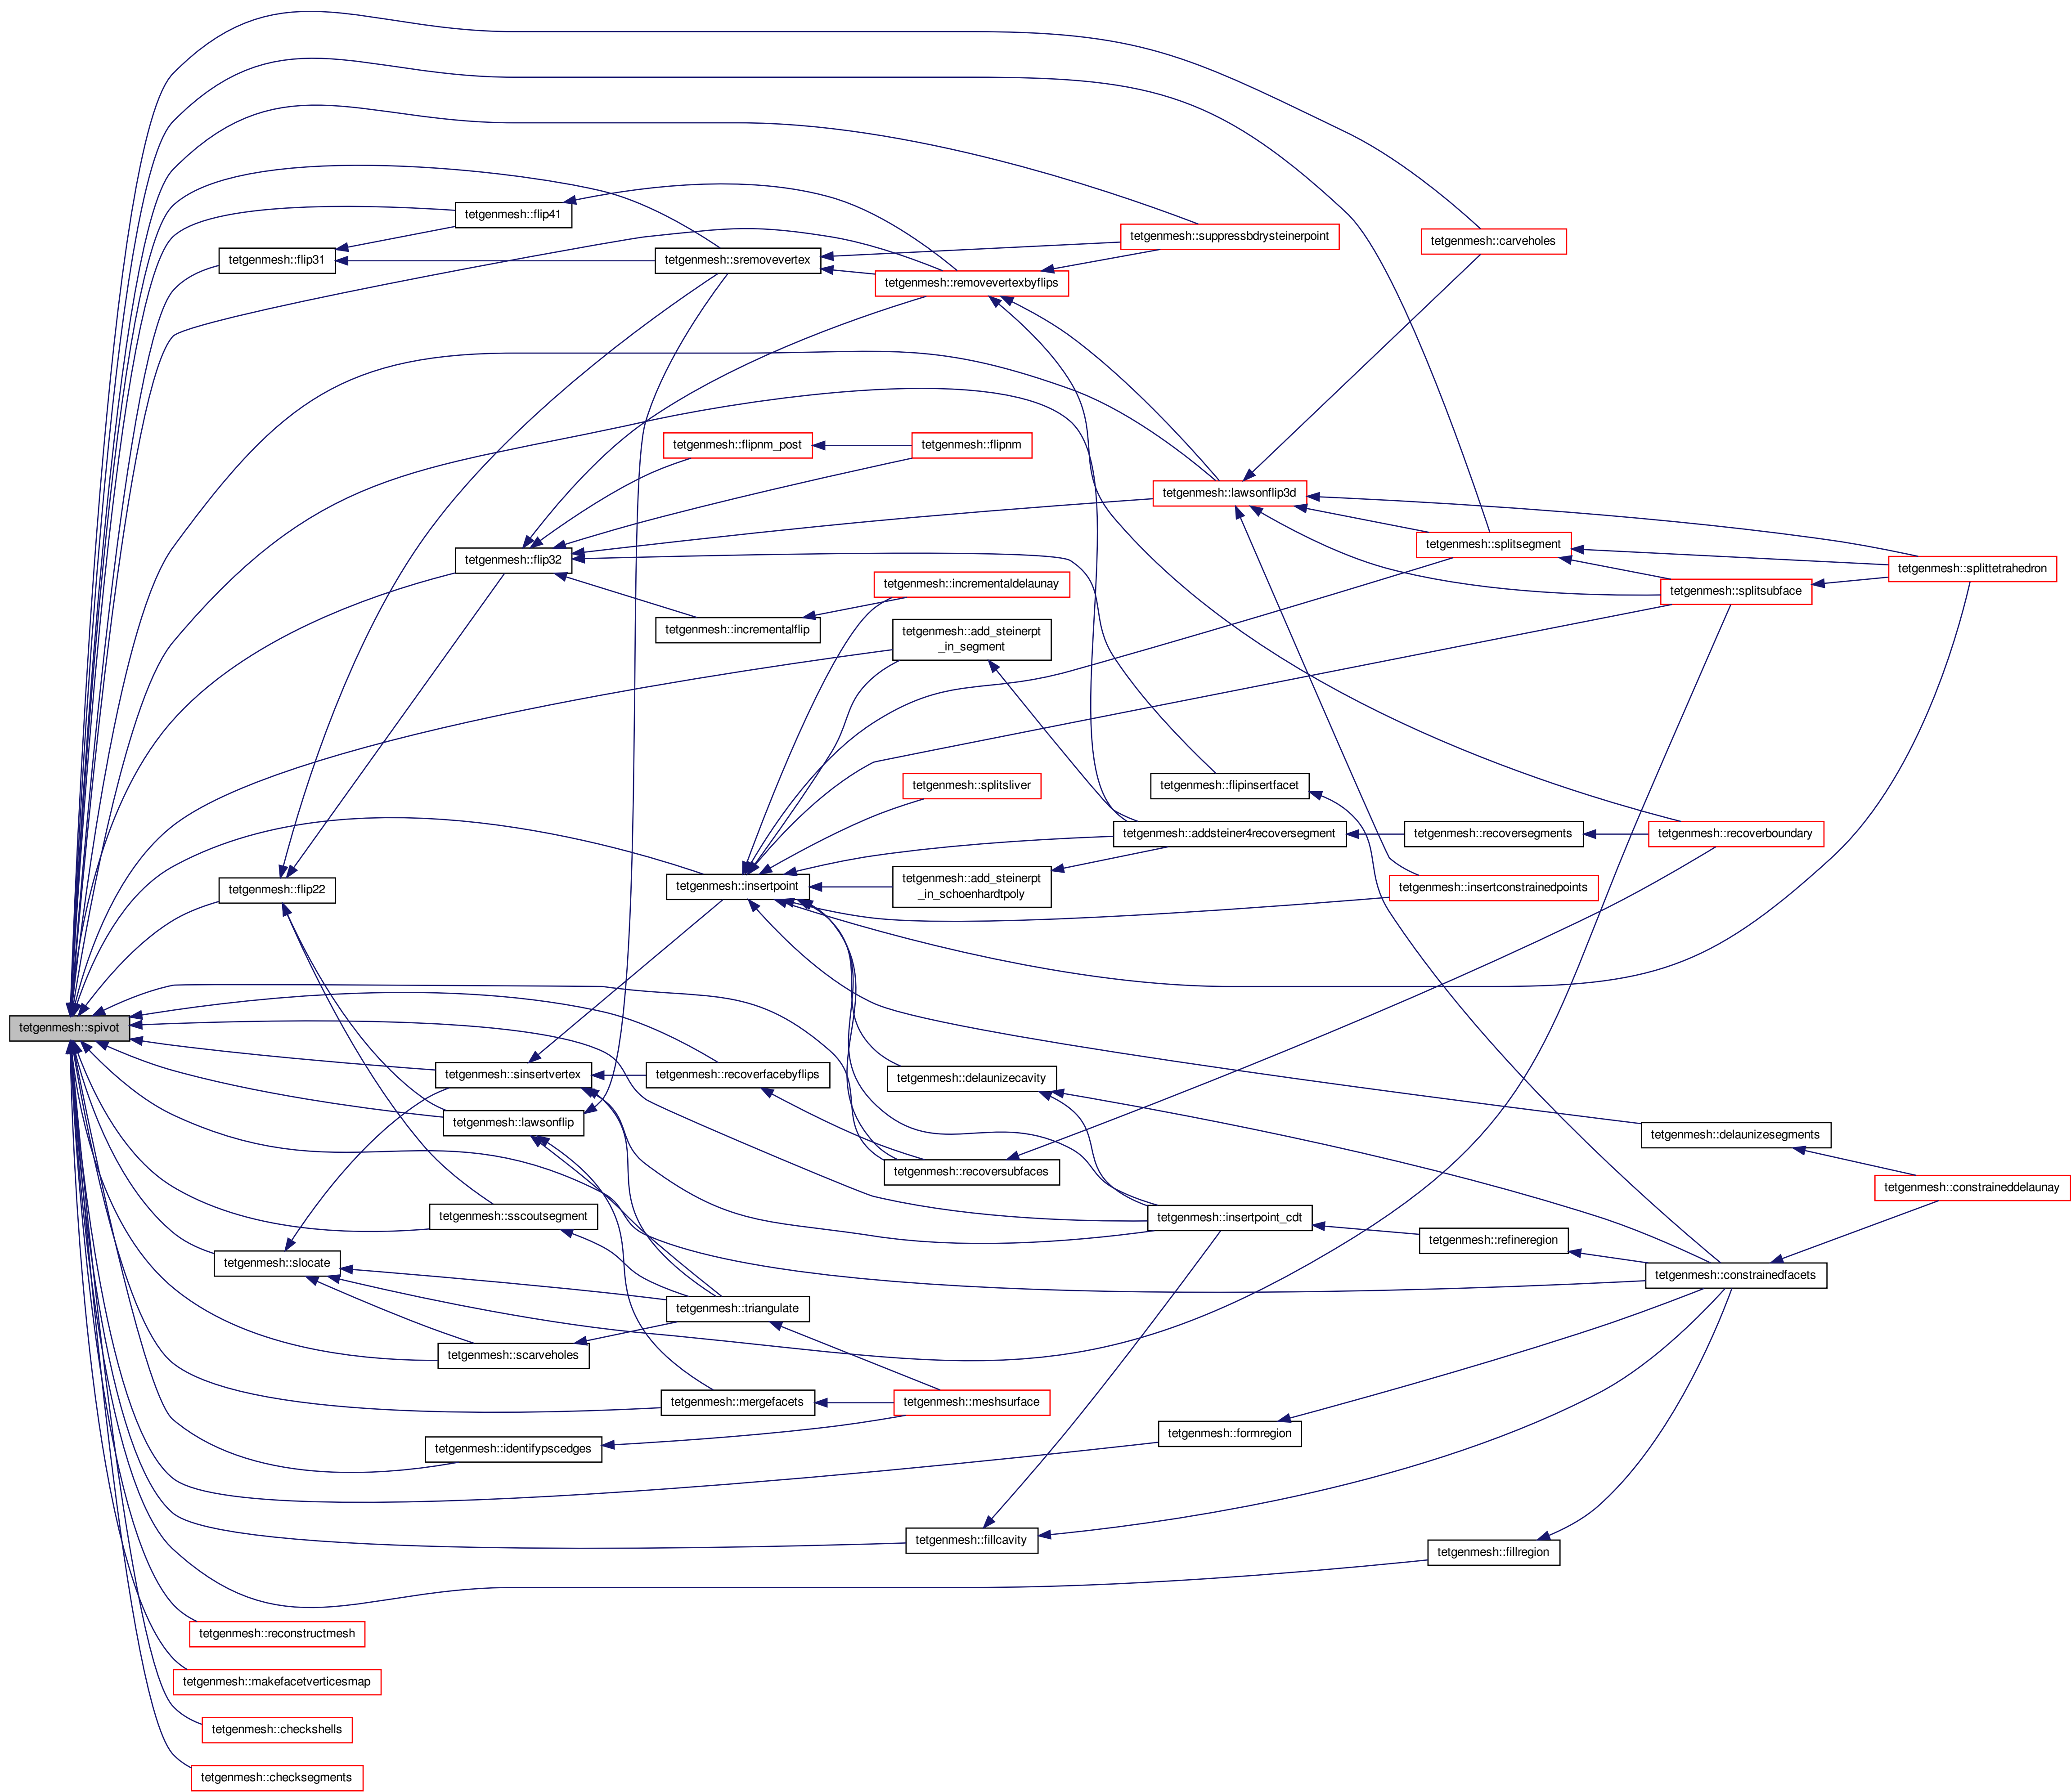 tetgenmesh::flip41
tetgenmesh::suppressbdrysteinerpoint
tetgenmesh::carveholes
tetgenmesh::flip31
tetgenmesh::sremovevertex
tetgenmesh::removevertexbyflips
tetgenmesh::flipnm_post
tetgenmesh::flipnm
tetgenmesh::lawsonflip3d
tetgenmesh::splitsegment
tetgenmesh::flip32
tetgenmesh::splittetrahedron
tetgenmesh::incrementaldelaunay
tetgenmesh::splitsubface
tetgenmesh::incrementalflip
tetgenmesh::add_steinerpt
_in_segment
tetgenmesh::splitsliver
tetgenmesh::flipinsertfacet
tetgenmesh::addsteiner4recoversegment
tetgenmesh::recoversegments
tetgenmesh::recoverboundary
tetgenmesh::flip22
tetgenmesh::insertpoint
tetgenmesh::add_steinerpt
_in_schoenhardtpoly
tetgenmesh::insertconstrainedpoints
tetgenmesh::spivot
tetgenmesh::sinsertvertex
tetgenmesh::recoverfacebyflips
tetgenmesh::delaunizecavity
tetgenmesh::lawsonflip
tetgenmesh::delaunizesegments
tetgenmesh::recoversubfaces
tetgenmesh::constraineddelaunay
tetgenmesh::sscoutsegment
tetgenmesh::insertpoint_cdt
tetgenmesh::refineregion
tetgenmesh::slocate
tetgenmesh::constrainedfacets
tetgenmesh::triangulate
tetgenmesh::scarveholes
tetgenmesh::mergefacets
tetgenmesh::meshsurface
tetgenmesh::formregion
tetgenmesh::identifypscedges
tetgenmesh::fillcavity
tetgenmesh::fillregion
tetgenmesh::reconstructmesh
tetgenmesh::makefacetverticesmap
tetgenmesh::checkshells
tetgenmesh::checksegments